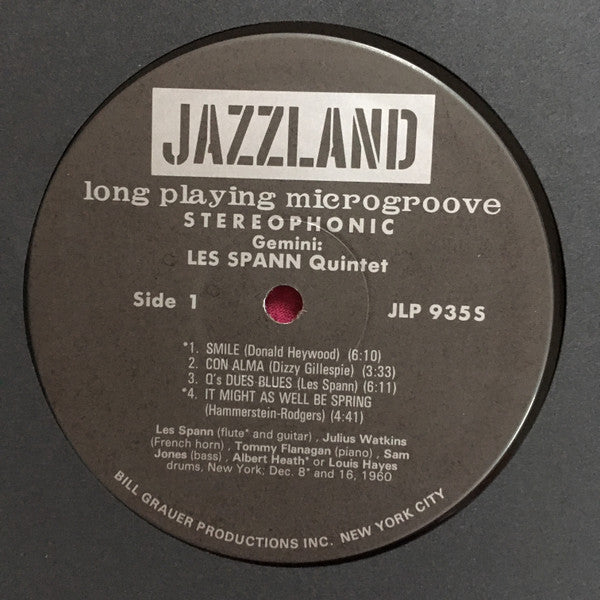 JAZZLAND
long playing microgroove
STEREOPHONIC
Gemini:
LES SPANN Quintet
Side 1
JLP 935S
*1. SMILE (Donald Heywood) (6:10)
2. CON ALMA (Dizzy Gillespie) (3:33)
3. Q's DUES BLUES (Les Spann) (6:11)
*4. IT MIGHT AS WELL BE SPRING
(Hammerstein-Rodgers) (4:41)
Les Spann (flute* and guitar) , Julius Watkins
(French horn) , Tommy Flanagan (piano) , Sam
Jones (bass) , Albert Heath* or Louis Hayes
drums, New York; Dec. 8* and 16, 1960
BILL GRAUER PRODUCTIONS INC. NEW YORK CITY